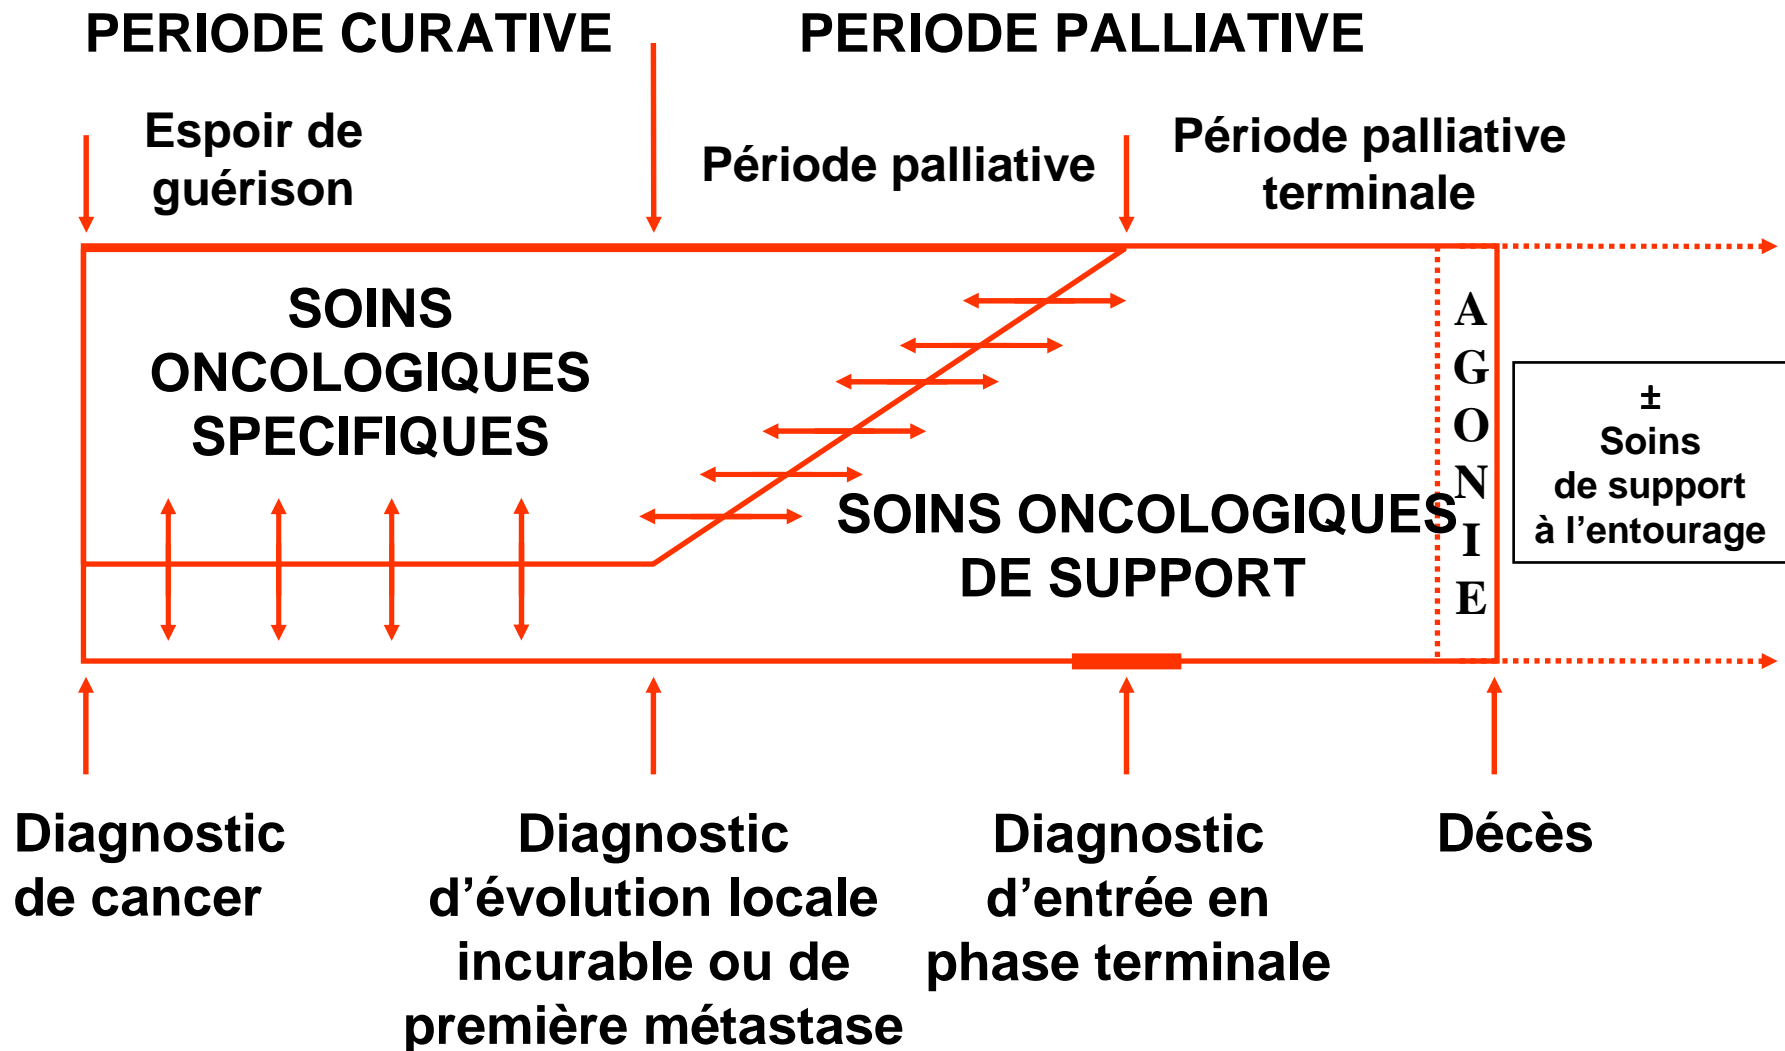 PERIODE CURATIVE
PERIODE PALLIATIVE
Espoir de
guérison
Période palliative
Période palliative
terminale
SOINS
ONCOLOGIQUES
SPECIFIQUES
SOINS ONCOLOGIQUES
DE SUPPORT
A
G
O
N
I
E
±
Soins
de support
à l’entourage
Diagnostic
de cancer
Diagnostic
d’évolution locale
incurable ou de
première métastase
Diagnostic
d’entrée en
phase terminale
Décès